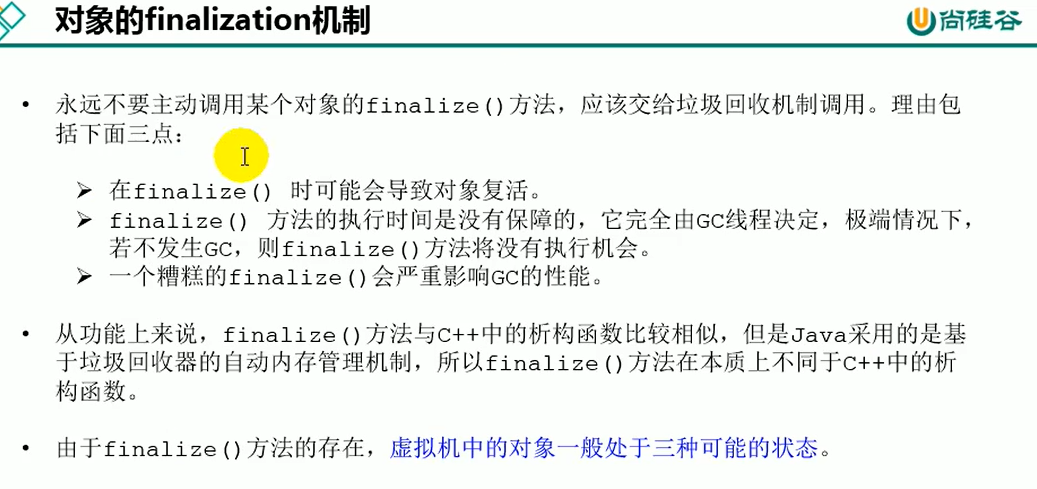 对象的finalization机制
尚硅谷
• 永远不要主动调用某个对象的finalize()方法，应该交给垃圾回收机制调用。理由包
括下面三点：
➢ 在finalize() 时可能会导致对象复活。
➢ finalize() 方法的执行时间是没有保障的，它完全由GC线程决定，极端情况下，
若不发生GC，则finalize()方法将没有执行机会。
➢ 一个糟糕的finalize()会严重影响GC的性能。
• 从功能上来说，finalize()方法与C++中的析构函数比较相似，但是Java采用的是基
于垃圾回收器的自动内存管理机制，所以finalize()方法在本质上不同于C++中的析
构函数。
• 由于finalize()方法的存在，虚拟机中的对象一般处于三种可能的状态。